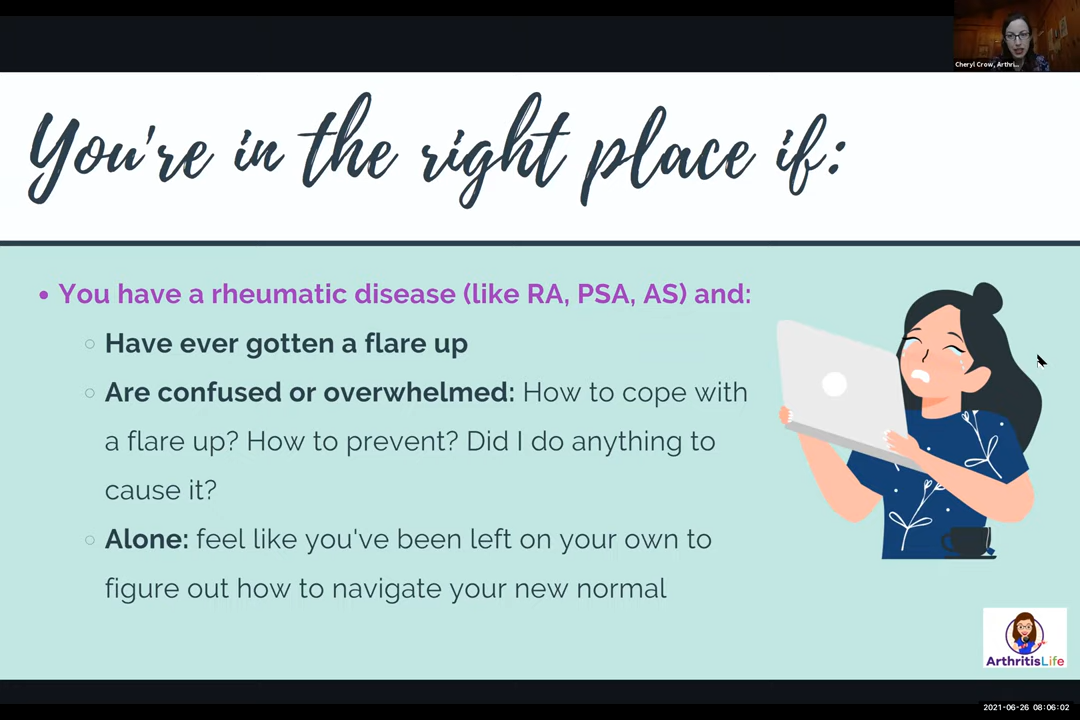 Cheryl Crow, Arthri...
You're in the right place if:
• You have a rheumatic disease (like RA, PSA, AS) and:
○ Have ever gotten a flare up
○ Are confused or overwhelmed: How to cope with
a flare up? How to prevent? Did I do anything to
cause it?
○ Alone: feel like you've been left on your own to
figure out how to navigate your new normal
ArthritisLife
2021-06-26 08:06:02